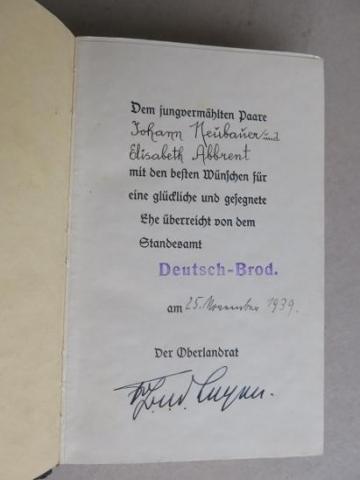 Dem jungvermählten Paare
Johann Neubauer und
Elisabeth Abbrent
mit den besten Wünschen für
eine glückliche und gesegnete
Ehe überreicht von dem
Standesamt
Deutsch-Brod.
am 25. November 1939.
Der Oberlandrat